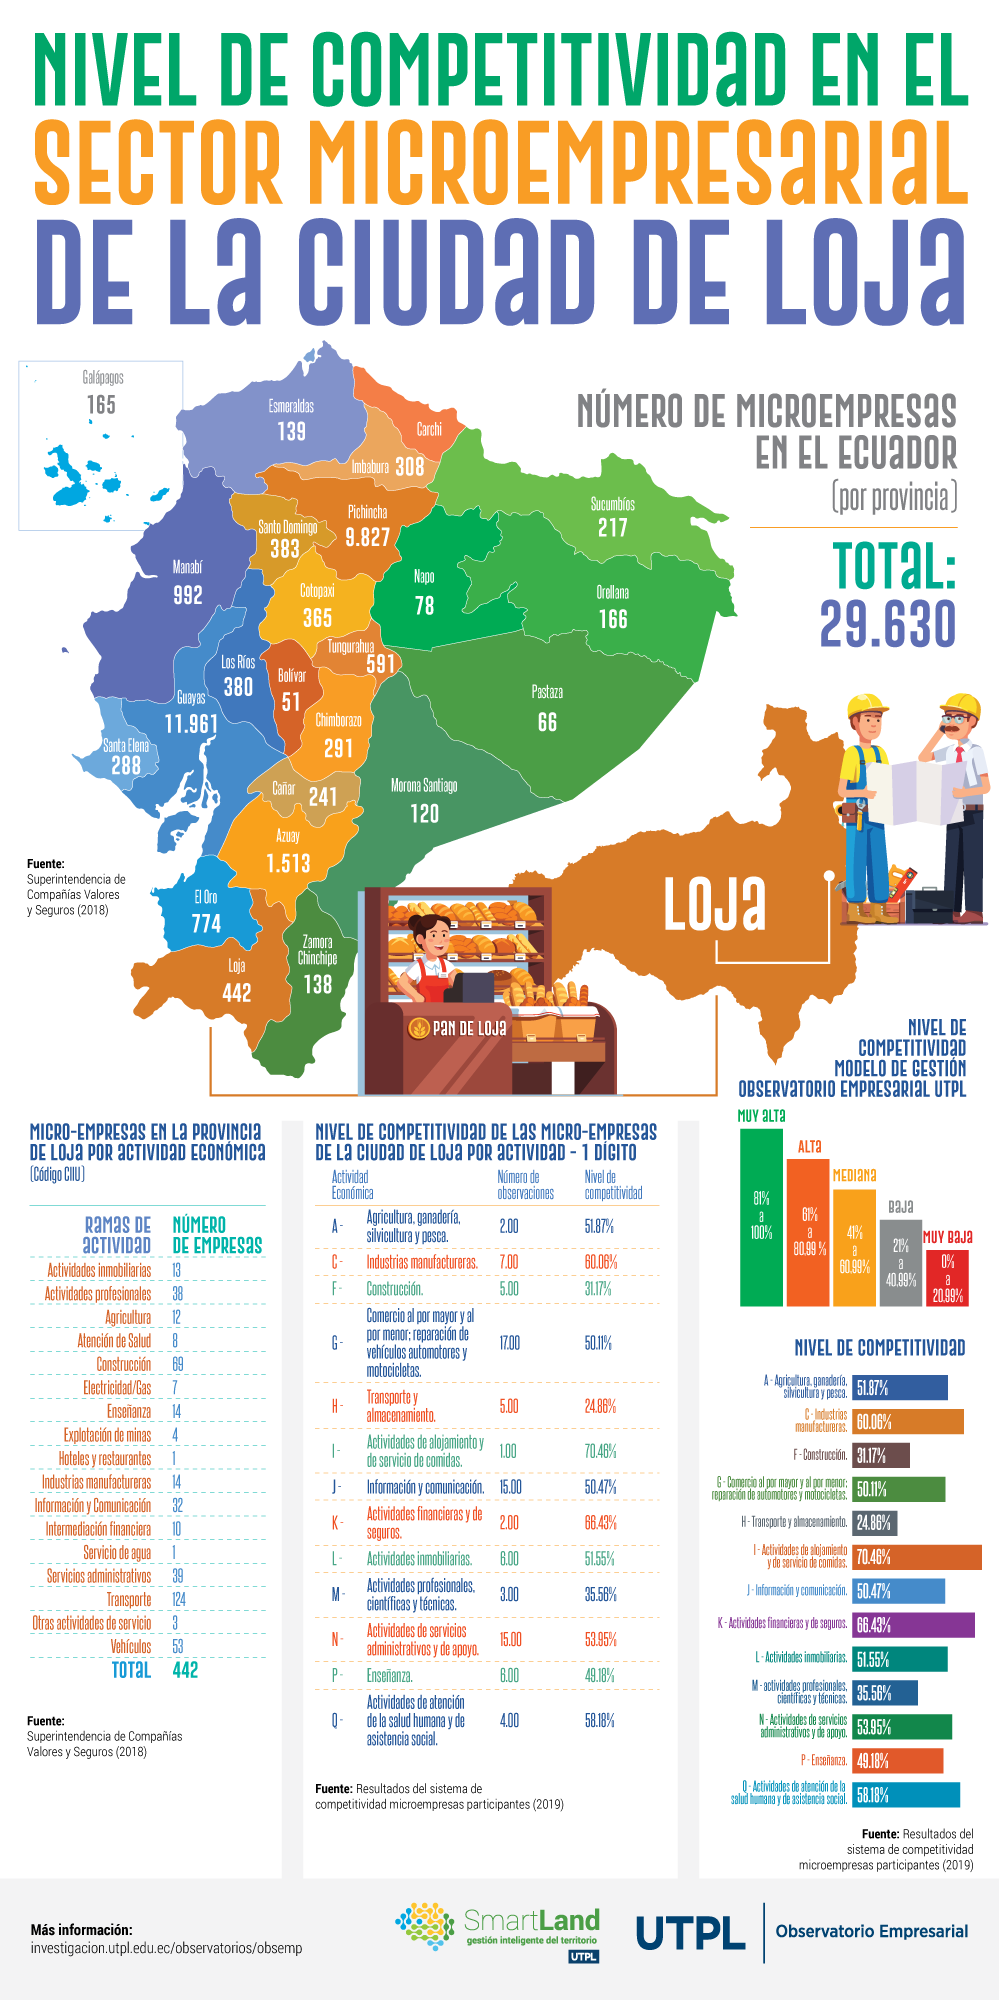 NIVEL DE COMPETITIVIDAD EN EL
SECTOR MICROEMPRESARIAL
DE LA CIUDAD DE LOJA
NÚMERO DE MICROEMPRESAS
EN EL ECUADOR
(por provincia)
TOTAL:
29.630
Galápagos
165
Esmeraldas
139
Carchi
Imbabura 308
Sucumbíos
217
Pichincha
9.827
Santo Domingo
383
Manabí
992
Napo
78
Cotopaxi
365
Orellana
166
Tungurahua
591
Los Ríos
380
Bolívar
51
Guayas
11.961
Pastaza
66
Chimborazo
291
Santa Elena
288
Cañar 241
Morona Santiago
120
Azuay
1.513
El Oro
774
Zamora
Chinchipe
138
Loja
442
Fuente:
Superintendencia de
Compañías Valores
y Seguros (2018)
LOJA
PAN DE LOJA
MICRO-EMPRESAS EN LA PROVINCIA
DE LOJA POR ACTIVIDAD ECONÓMICA
(Código CIIU)
RAMAS DE ACTIVIDAD NÚMERO DE EMPRESAS
Actividades inmobiliarias 13
Actividades profesionales 38
Agricultura 12
Atención de Salud 8
Construcción 69
Electricidad/Gas 7
Enseñanza 14
Explotación de minas 4
Hoteles y restaurantes 1
Industrias manufactureras 14
Información y Comunicación 32
Intermediación financiera 10
Servicio de agua 1
Servicios administrativos 39
Transporte 124
Otras actividades de servicio 3
Vehículos 53
TOTAL 442
Fuente:
Superintendencia de Compañías
Valores y Seguros (2018)
NIVEL DE COMPETITIVIDAD DE LAS MICRO-EMPRESAS
DE LA CIUDAD DE LOJA POR ACTIVIDAD - 1 DÍGITO
Actividad Económica Número de observaciones Nivel de competitividad
A - Agricultura, ganadería, silvicultura y pesca. 2.00 51.87%
C - Industrias manufactureras. 7.00 60.06%
F - Construcción. 5.00 31.17%
G - Comercio al por mayor y al por menor; reparación de vehículos automotores y motocicletas. 17.00 50.11%
H - Transporte y almacenamiento. 5.00 24.86%
I - Actividades de alojamiento y de servicio de comidas. 1.00 70.46%
J - Información y comunicación. 15.00 50.47%
K - Actividades financieras y de seguros. 2.00 66.43%
L - Actividades inmobiliarias. 6.00 51.55%
M - Actividades profesionales, científicas y técnicas. 3.00 35.56%
N - Actividades de servicios administrativos y de apoyo. 15.00 53.95%
P - Enseñanza. 6.00 49.18%
Q - Actividades de atención de la salud humana y de asistencia social. 4.00 58.18%
Fuente: Resultados del sistema de
competitividad microempresas participantes (2019)
NIVEL DE
COMPETITIVIDAD
MODELO DE GESTIÓN
OBSERVATORIO EMPRESARIAL UTPL
MUY ALTA
81% a 100%
ALTA
61% a 80.99 %
MEDIANA
41% a 60.99%
BAJA
21% a 40.99%
MUY BAJA
0% a 20.99%
NIVEL DE COMPETITIVIDAD
A - Agricultura, ganadería,
silvicultura y pesca. 51.87%
C - Industrias
manufactureras. 60.06%
F - Construcción. 31.17%
G - Comercio al por mayor y al por menor;
reparación de automotores y motocicletas. 50.11%
H - Transporte y almacenamiento. 24.86%
I - Actividades de alojamiento
y de servicio de comidas. 70.46%
J - Información y comunicación. 50.47%
K - Actividades financieras y de seguros. 66.43%
L - Actividades inmobiliarias. 51.55%
M - actividades profesionales,
científicas y técnicas. 35.56%
N - Actividades de servicios
administrativos y de apoyo. 53.95%
P - Enseñanza. 49.18%
Q - Actividades de atención de la
salud humana y de asistencia social. 58.18%
Fuente: Resultados del
sistema de competitividad
microempresas participantes (2019)
Más información:
investigacion.utpl.edu.ec/observatorios/obsemp
SmartLand
gestión inteligente del territorio
UTPL
UTPL
Observatorio Empresarial